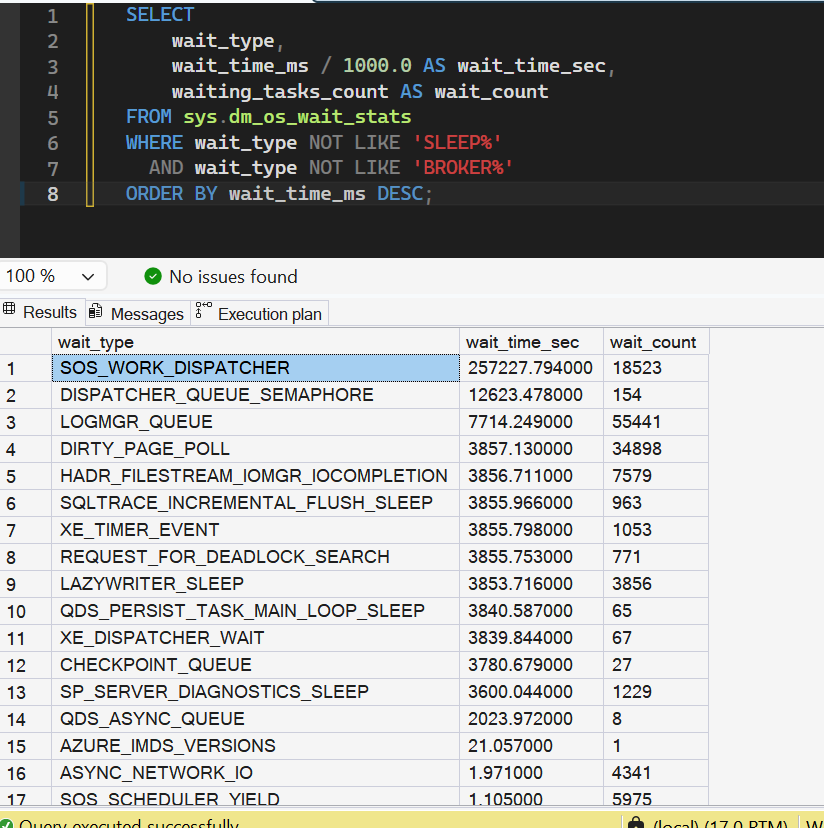 1 SELECT
2 wait_type,
3 wait_time_ms / 1000.0 AS wait_time_sec,
4 waiting_tasks_count AS wait_count
5 FROM sys.dm_os_wait_stats
6 WHERE wait_type NOT LIKE 'SLEEP%'
7 AND wait_type NOT LIKE 'BROKER%'
8 ORDER BY wait_time_ms DESC;
100 % No issues found
Results Messages Execution plan
wait_type wait_time_sec wait_count
1 SOS_WORK_DISPATCHER 257227.794000 18523
2 DISPATCHER_QUEUE_SEMAPHORE 12623.478000 154
3 LOGMGR_QUEUE 7714.249000 55441
4 DIRTY_PAGE_POLL 3857.130000 34898
5 HADR_FILESTREAM_IOMGR_IOCOMPLETION 3856.711000 7579
6 SQLTRACE_INCREMENTAL_FLUSH_SLEEP 3855.966000 963
7 XE_TIMER_EVENT 3855.798000 1053
8 REQUEST_FOR_DEADLOCK_SEARCH 3855.753000 771
9 LAZYWRITER_SLEEP 3853.716000 3856
10 QDS_PERSIST_TASK_MAIN_LOOP_SLEEP 3840.587000 65
11 XE_DISPATCHER_WAIT 3839.844000 67
12 CHECKPOINT_QUEUE 3780.679000 27
13 SP_SERVER_DIAGNOSTICS_SLEEP 3600.044000 1229
14 QDS_ASYNC_QUEUE 2023.972000 8
15 AZURE_IMDS_VERSIONS 21.057000 1
16 ASYNC_NETWORK_IO 1.971000 4341
17 SOS_SCHEDULER_YIELD 1.105000 5975
Query executed successfully (local) (17.0 RTM)